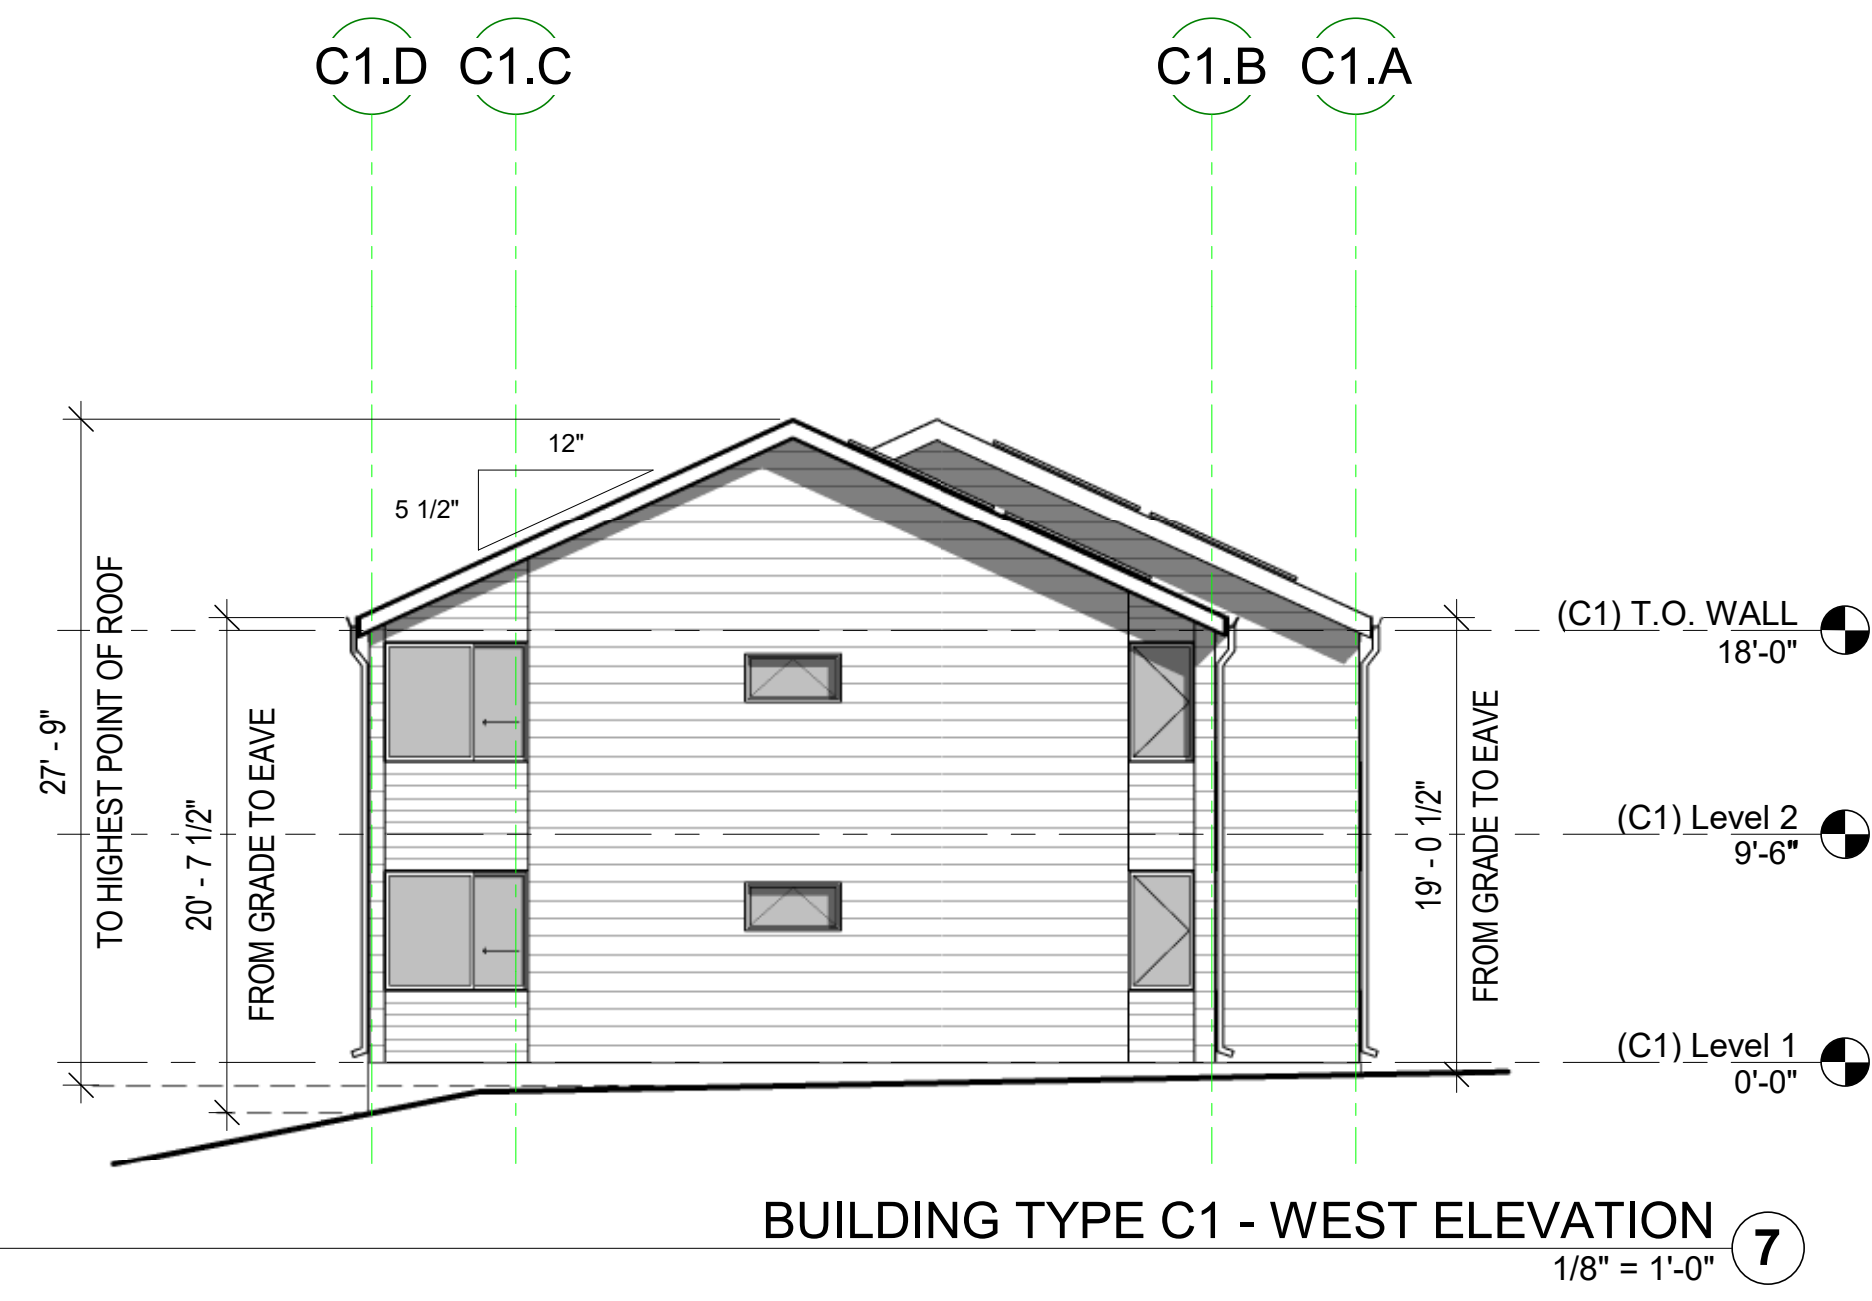 C1.D C1.C C1.B C1.A
12"
5 1/2"
27' - 9"
TO HIGHEST POINT OF ROOF
20' - 7 1/2"
FROM GRADE TO EAVE
19' - 0 1/2"
FROM GRADE TO EAVE
(C1) T.O. WALL
18'-0"
(C1) Level 2
9'-6"
(C1) Level 1
0'-0"
BUILDING TYPE C1 - WEST ELEVATION
1/8" = 1'-0"
7